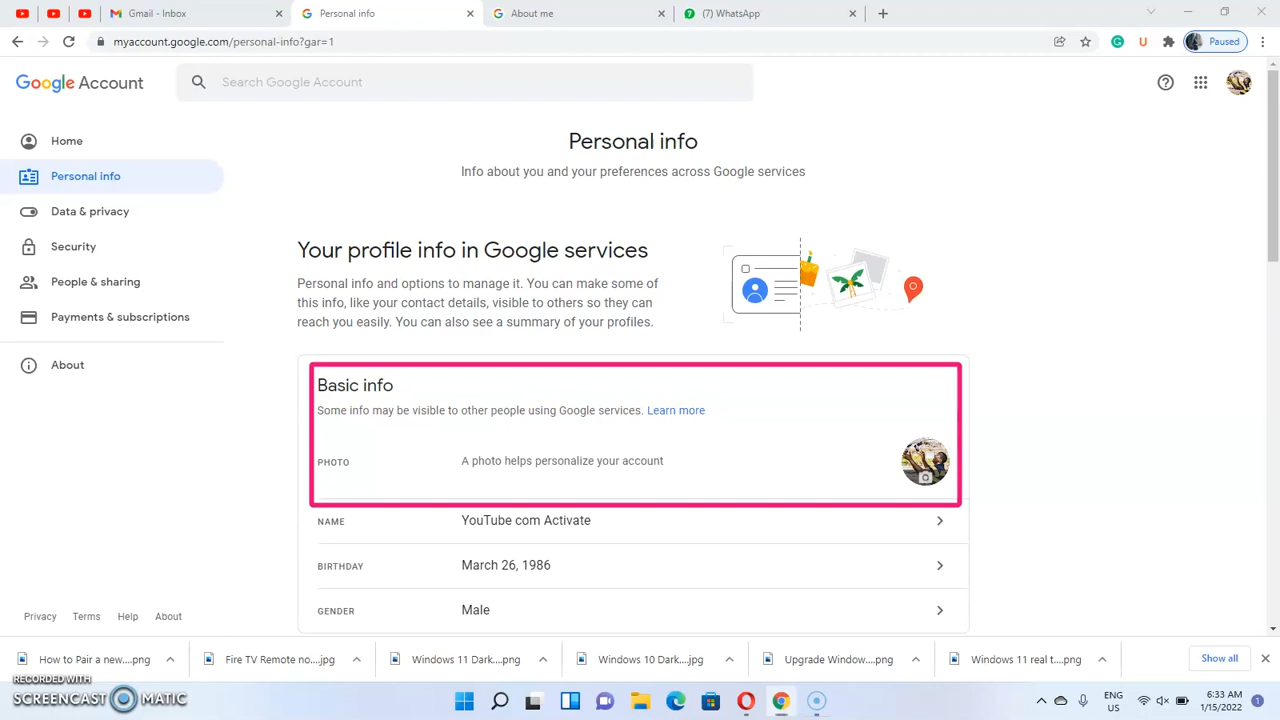 Gmail - Inbox
Personal info
About me
(7) WhatsApp
myaccount.google.com/personal-info?gar=1
U
Paused
Google Account
Search Google Account
Home
Personal info
Data & privacy
Security
People & sharing
Payments & subscriptions
About
Personal info
Info about you and your preferences across Google services
Your profile info in Google services
Personal info and options to manage it. You can make some of
this info, like your contact details, visible to others so they can
reach you easily. You can also see a summary of your profiles.
Basic info
Some info may be visible to other people using Google services. Learn more
PHOTO A photo helps personalize your account
NAME YouTube com Activate
BIRTHDAY March 26, 1986
GENDER Male
Privacy Terms Help About
How to Pair a new....png
Fire TV Remote no....jpg
Windows 11 Dark....png
Windows 10 Dark....jpg
Upgrade Window....png
Windows 11 real t....png
Show all
RECORDED WITH
SCREENCAST MATIC
ENG
US
6:33 AM
1/15/2022
1